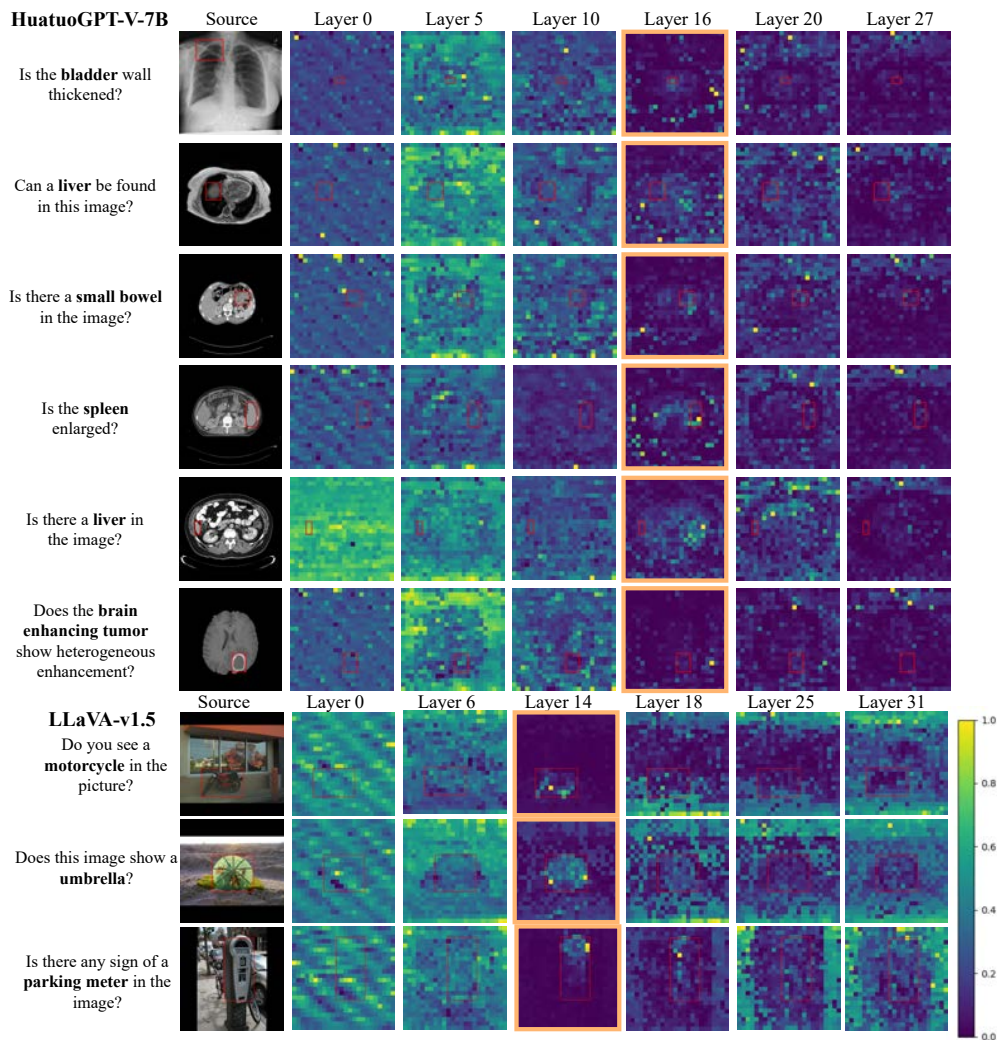 HuatuoGPT-V-7B Source Layer 0 Layer 5 Layer 10 Layer 16 Layer 20 Layer 27
Is the bladder wall
thickened?
Can a liver be found
in this image?
Is there a small bowel
in the image?
Is the spleen
enlarged?
Is there a liver in
the image?
Does the brain
enhancing tumor
show heterogeneous
enhancement?
Source Layer 0 Layer 6 Layer 14 Layer 18 Layer 25 Layer 31
LLaVA-v1.5
Do you see a
motorcycle in the
picture?
Does this image show a
umbrella?
Is there any sign of a
parking meter in the
image?
1.0
0.8
0.6
0.4
0.2
0.0